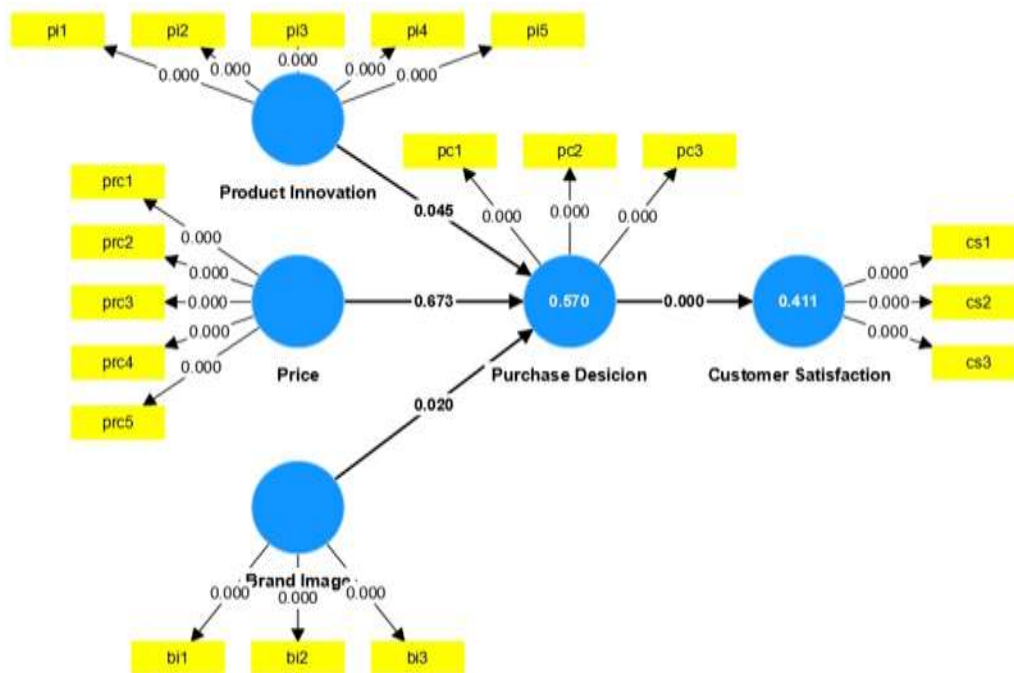 pi1 pi2 pi3 pi4 pi5
0.000 0.000 0.000 0.000 0.000
Product Innovation
pc1 pc2 pc3
0.000 0.000 0.000
0.045
prc1
prc2
prc3
prc4
prc5
0.000
0.000
0.000
0.000
0.000
Price
0.673
0.570
Purchase Desicion
0.000
0.411
Customer Satisfaction
cs1
cs2
cs3
0.000
0.000
0.000
0.020
Brand Image
0.000 0.000 0.000
bi1 bi2 bi3